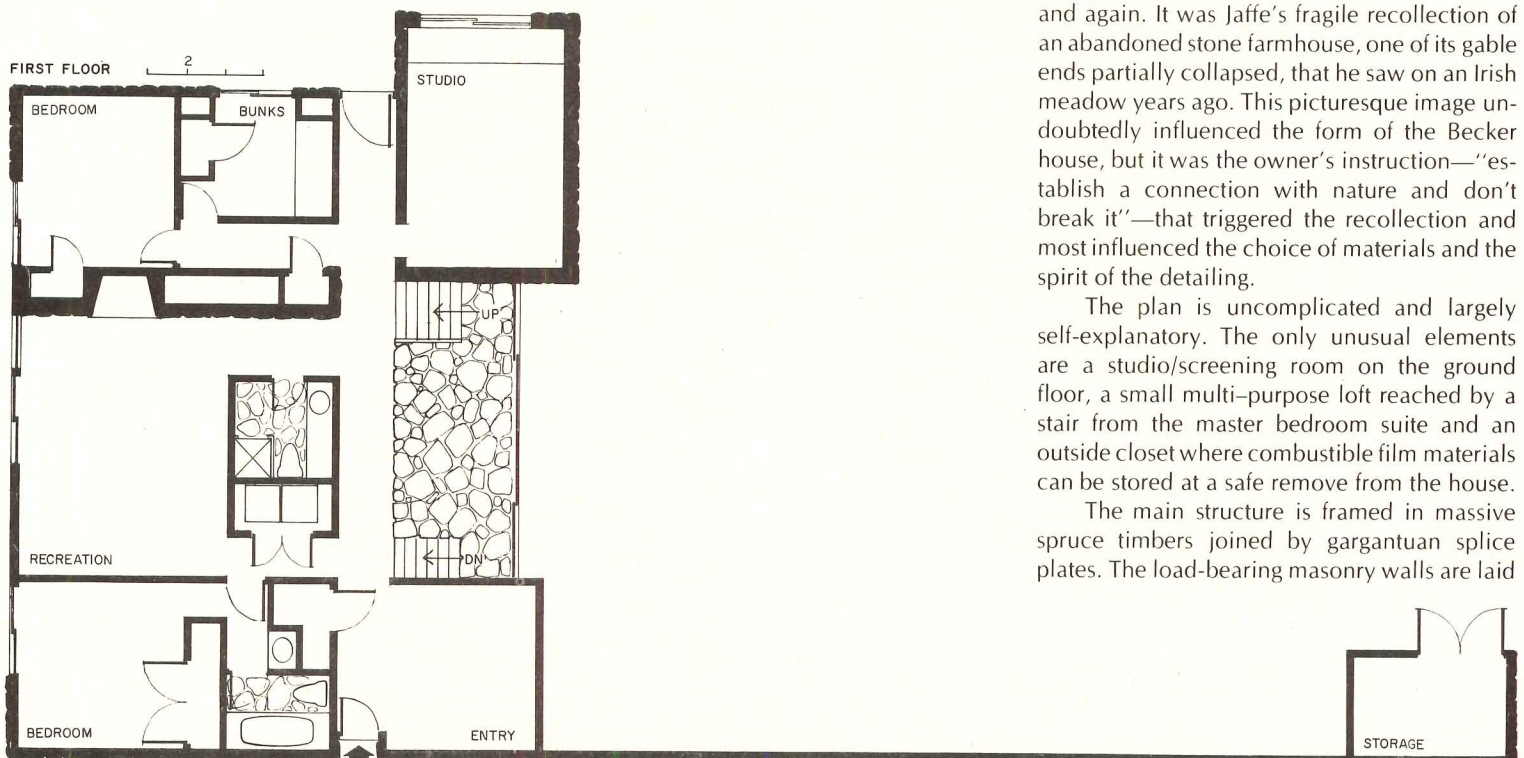 FIRST FLOOR
2
BEDROOM
BUNKS
STUDIO
UP
RECREATION
DN
BEDROOM
ENTRY
STORAGE
and again. It was Jaffe's fragile recollection of
an abandoned stone farmhouse, one of its gable
ends partially collapsed, that he saw on an Irish
meadow years ago. This picturesque image un-
doubtedly influenced the form of the Becker
house, but it was the owner's instruction—"es-
tablish a connection with nature and don't
break it"—that triggered the recollection and
most influenced the choice of materials and the
spirit of the detailing.
The plan is uncomplicated and largely
self-explanatory. The only unusual elements
are a studio/screening room on the ground
floor, a small multi–purpose loft reached by a
stair from the master bedroom suite and an
outside closet where combustible film materials
can be stored at a safe remove from the house.
The main structure is framed in massive
spruce timbers joined by gargantuan splice
plates. The load-bearing masonry walls are laid